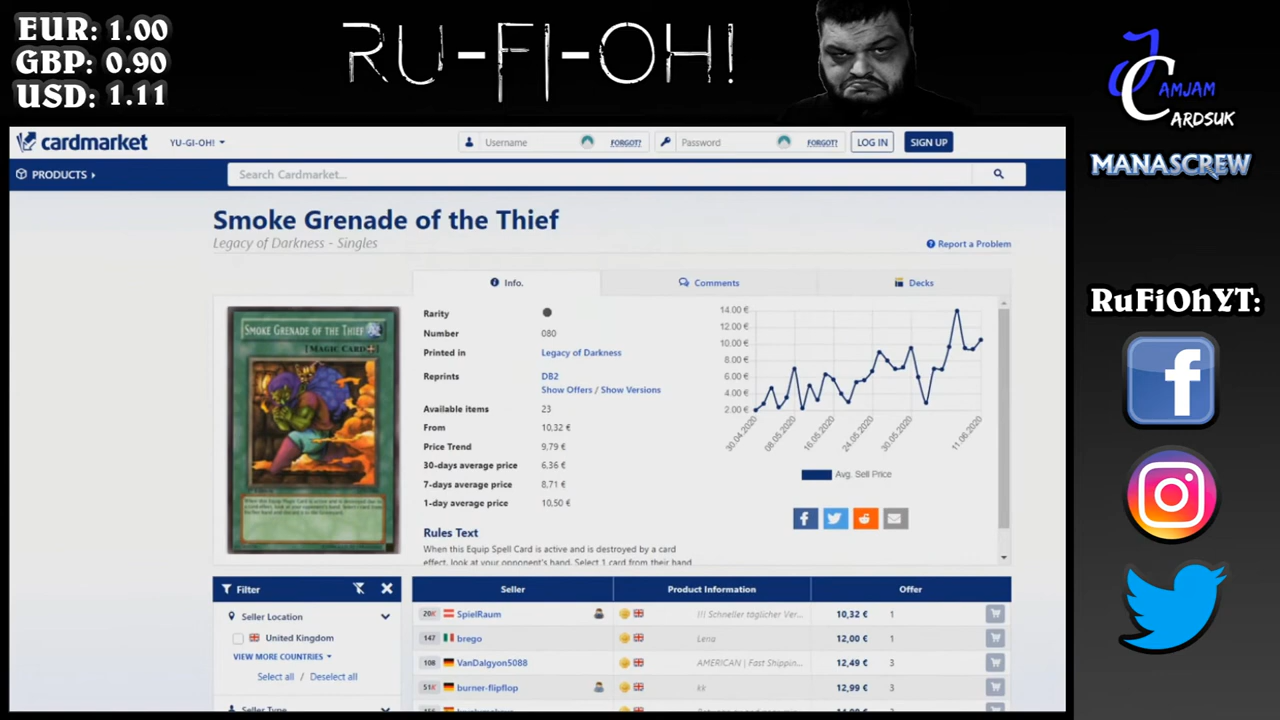 EUR: 1.00
GBP: 0.90
USD: 1.11
RU-FI-OH!
JC AMJAM
CARDSUK
MANASCREW
RuFiOhYT:
cardmarket
YU-GI-OH!
Username
FORGOT?
Password
FORGOT?
LOG IN
SIGN UP
PRODUCTS
Search Cardmarket...
Smoke Grenade of the Thief
Legacy of Darkness - Singles
Report a Problem
Info.
Comments
Decks
SMOKE GRENADE OF THE THIEF
[MAGIC CARD]
Rarity
Number 080
Printed in Legacy of Darkness
Reprints DB2
Show Offers / Show Versions
Available items 23
From 10,32 €
Price Trend 9,79 €
30-days average price 6,36 €
7-days average price 8,71 €
1-day average price 10,50 €
Rules Text
When this Equip Spell Card is active and is destroyed by a card
effect, look at your opponent's hand. Select 1 card from their hand
14.00 €
12.00 €
10.00 €
8.00 €
6.00 €
4.00 €
2.00 €
30.04.2020
08.05.2020
16.05.2020
24.05.2020
30.05.2020
11.06.2020
Avg. Sell Price
Filter
Seller Location
United Kingdom
VIEW MORE COUNTRIES
Select all / Deselect all
Seller Type
Seller Product Information Offer
20K SpielRaum !!! Schneller täglicher Ver... 10,32 € 1
147 brego Lena 12,00 € 1
108 VanDalgyon5088 AMERICAN | Fast Shippin... 12,49 € 3
51K burner-flipflop kk 12,99 € 3